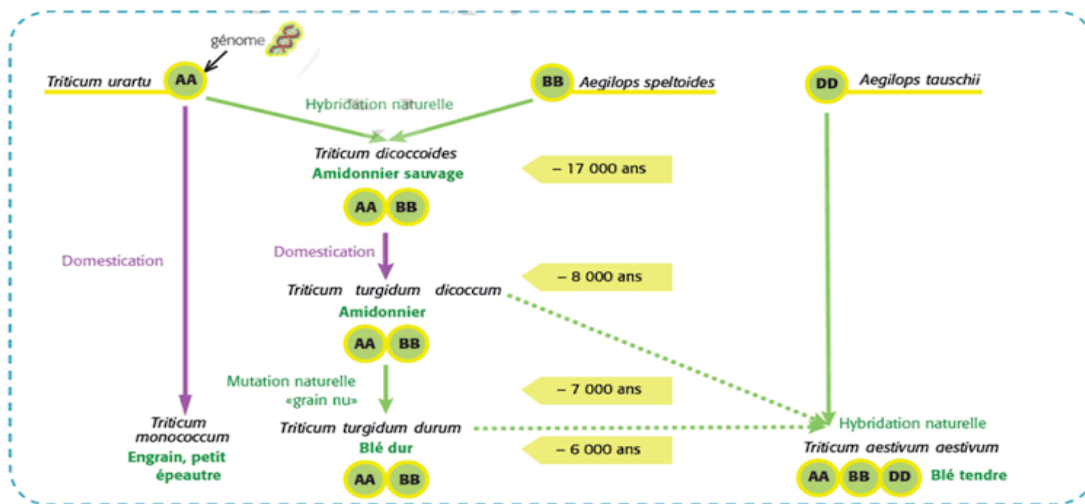 génome
Triticum urartu AA
BB Aegilops speltoides
DD Aegilops tauschii
Hybridation naturelle
Triticum dicoccoides
Amidonnier sauvage
– 17 000 ans
AA BB
Domestication
Domestication
– 8 000 ans
Triticum turgidum dicoccum
Amidonnier
AA BB
Mutation naturelle
«grain nu»
– 7 000 ans
Triticum
monococcum
Engrain, petit
épeautre
Triticum turgidum durum
Blé dur
– 6 000 ans
AA BB
Hybridation naturelle
Triticum aestivum aestivum
AA BB DD Blé tendre